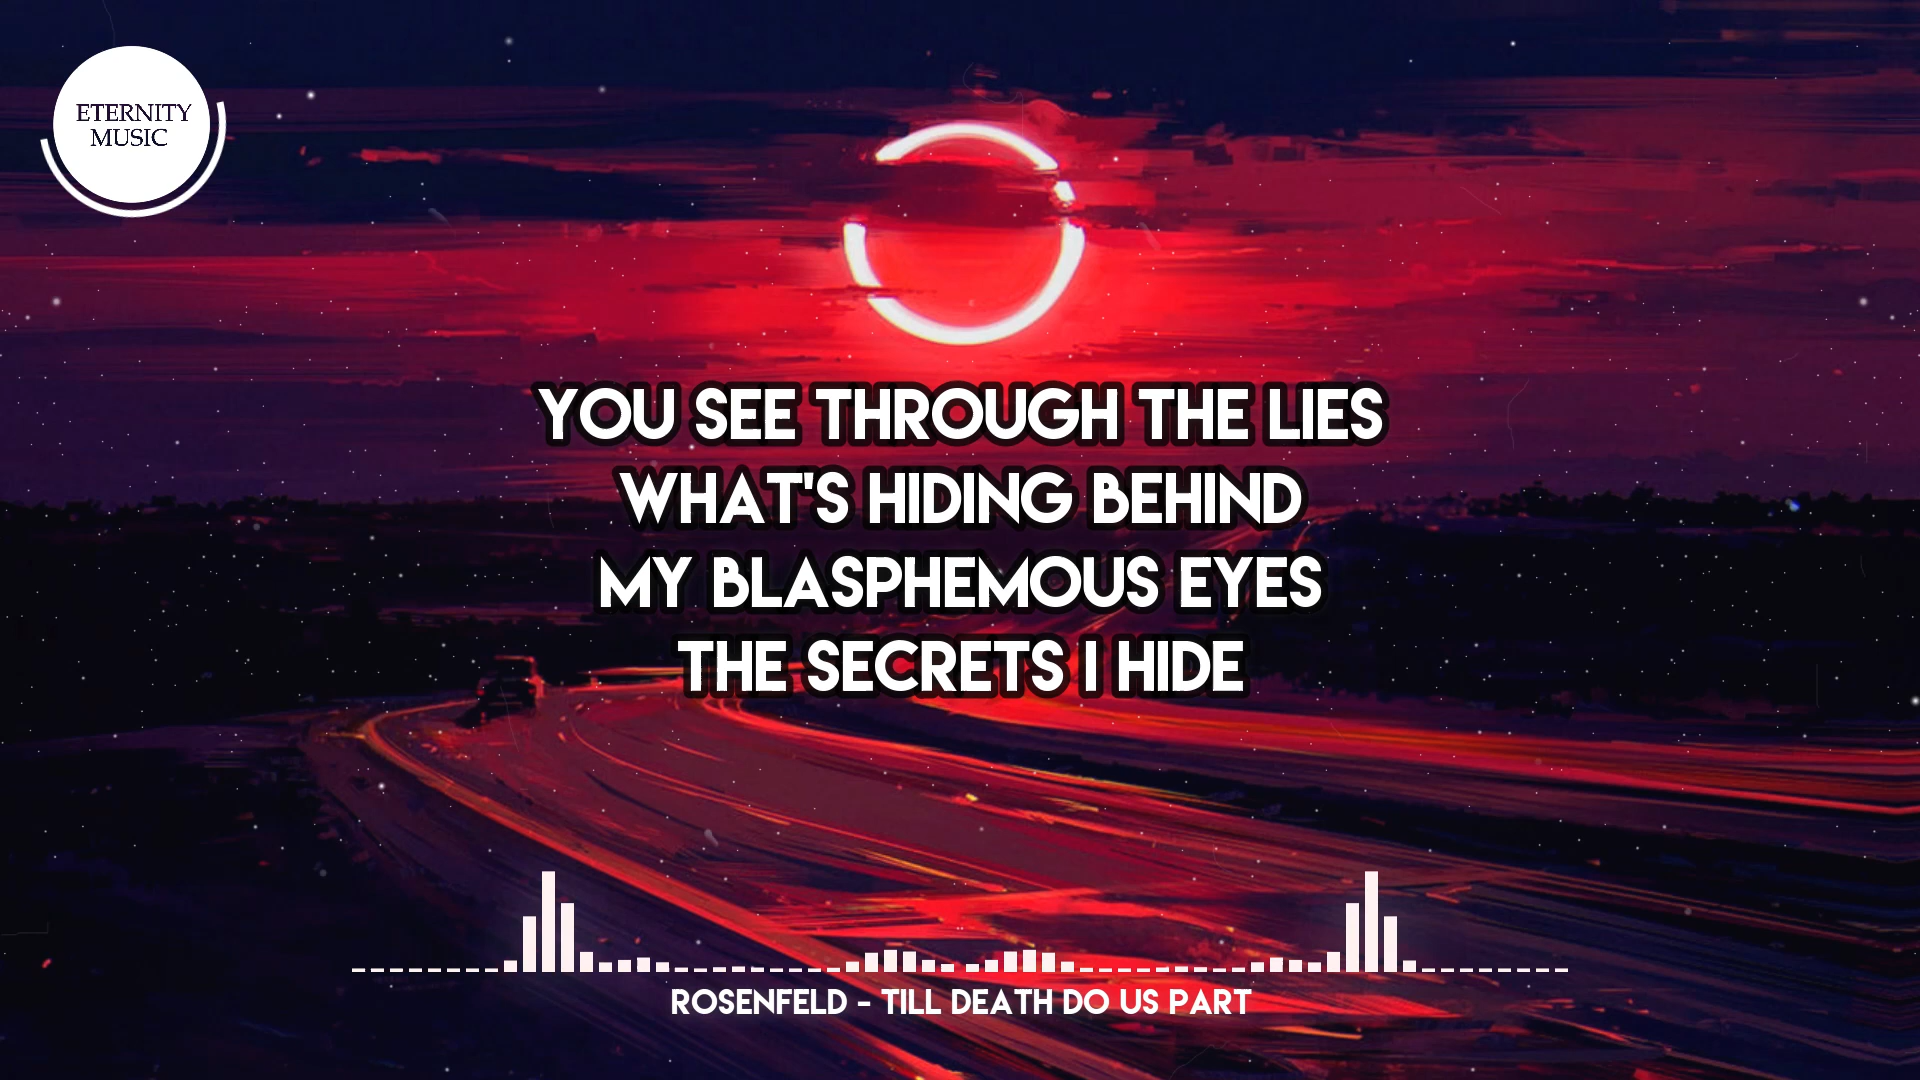 ETERNITY
MUSIC
YOU SEE THROUGH THE LIES
WHAT'S HIDING BEHIND
MY BLASPHEMOUS EYES
THE SECRETS I HIDE
ROSENFELD - TILL DEATH DO US PART